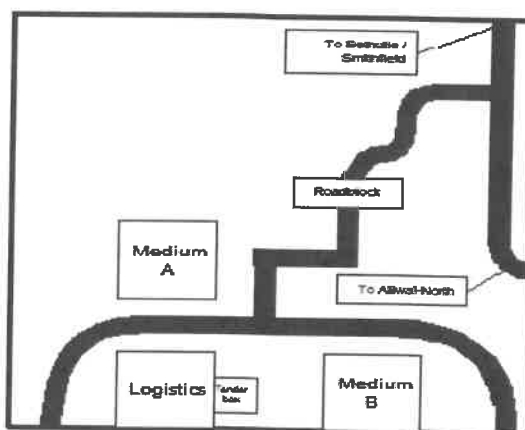 To Bethulie /
Smithfield
Roadblock
Medium
A
To Aliwal-North
Logistics
Tender
box
Medium
B